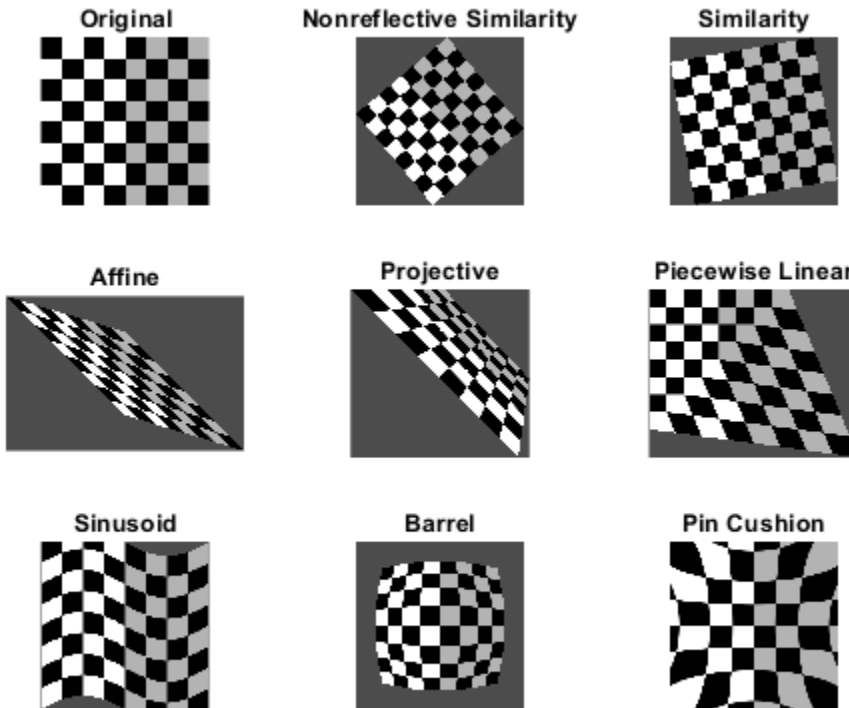 Original
Nonreflective Similarity
Similarity
Affine
Projective
Piecewise Linear
Sinusoid
Barrel
Pin Cushion